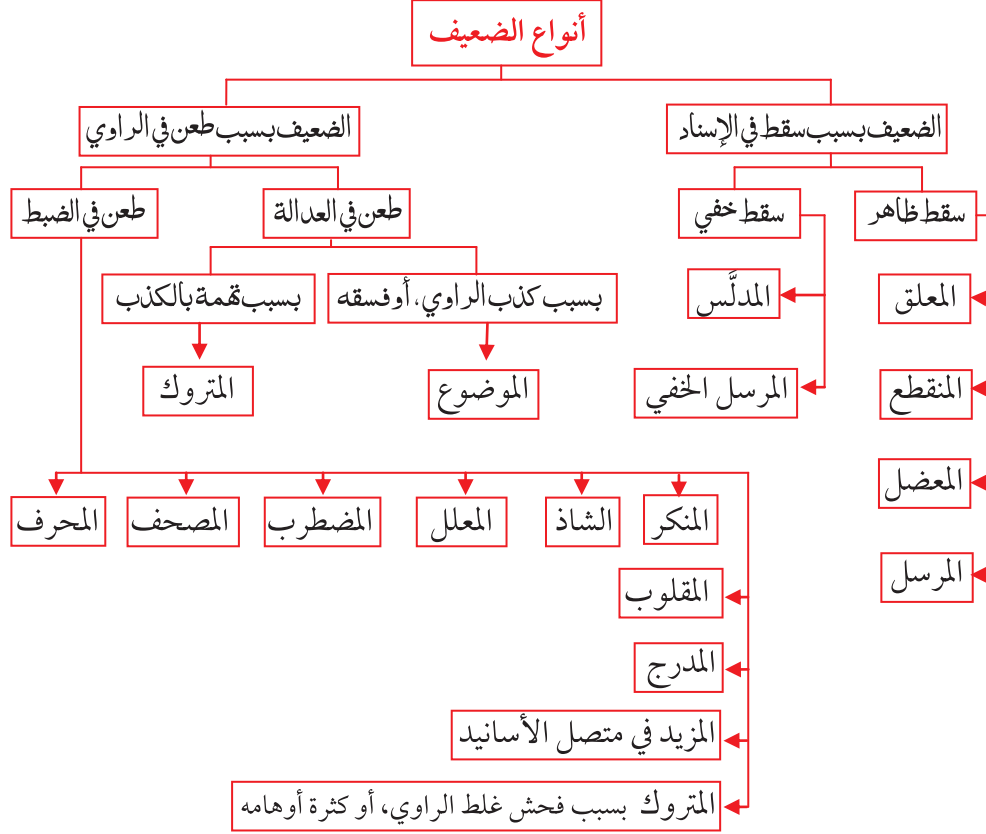 أنواع الضعيف
الضعيف بسبب سقط في الإسناد
الضعيف بسبب طعن في الراوي
سقط ظاهر
سقط خفي
طعن في العدالة
طعن في الضبط
المعلق
المنقطع
المعضل
المرسل
المدلَّس
المرسل الخفي
بسبب كذب الراوي، أو فسقه
بسبب تهمة بالكذب
الموضوع
المتروك
المنكر
الشاذ
المعلل
المضطرب
المصحف
المحرف
المقلوب
المدرج
المزيد في متصل الأسانيد
المتروك بسبب فحش غلط الراوي، أو كثرة أوهامه